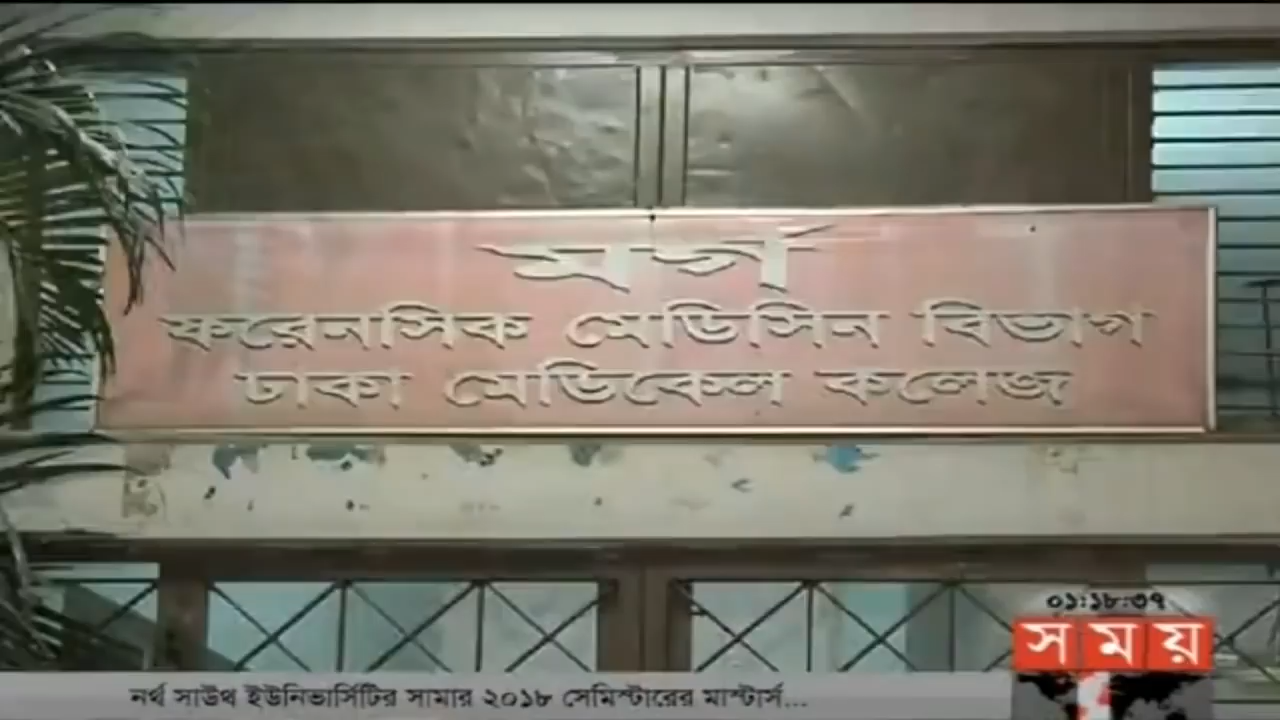 মর্গ
ফরেনসিক মেডিসিন বিভাগ
ঢাকা মেডিকেল কলেজ
০১:১৮:৩৭
সময়
নর্থ সাউথ ইউনিভার্সিটির সামার ২০১৮ সেমিস্টারের মাস্টার্স...